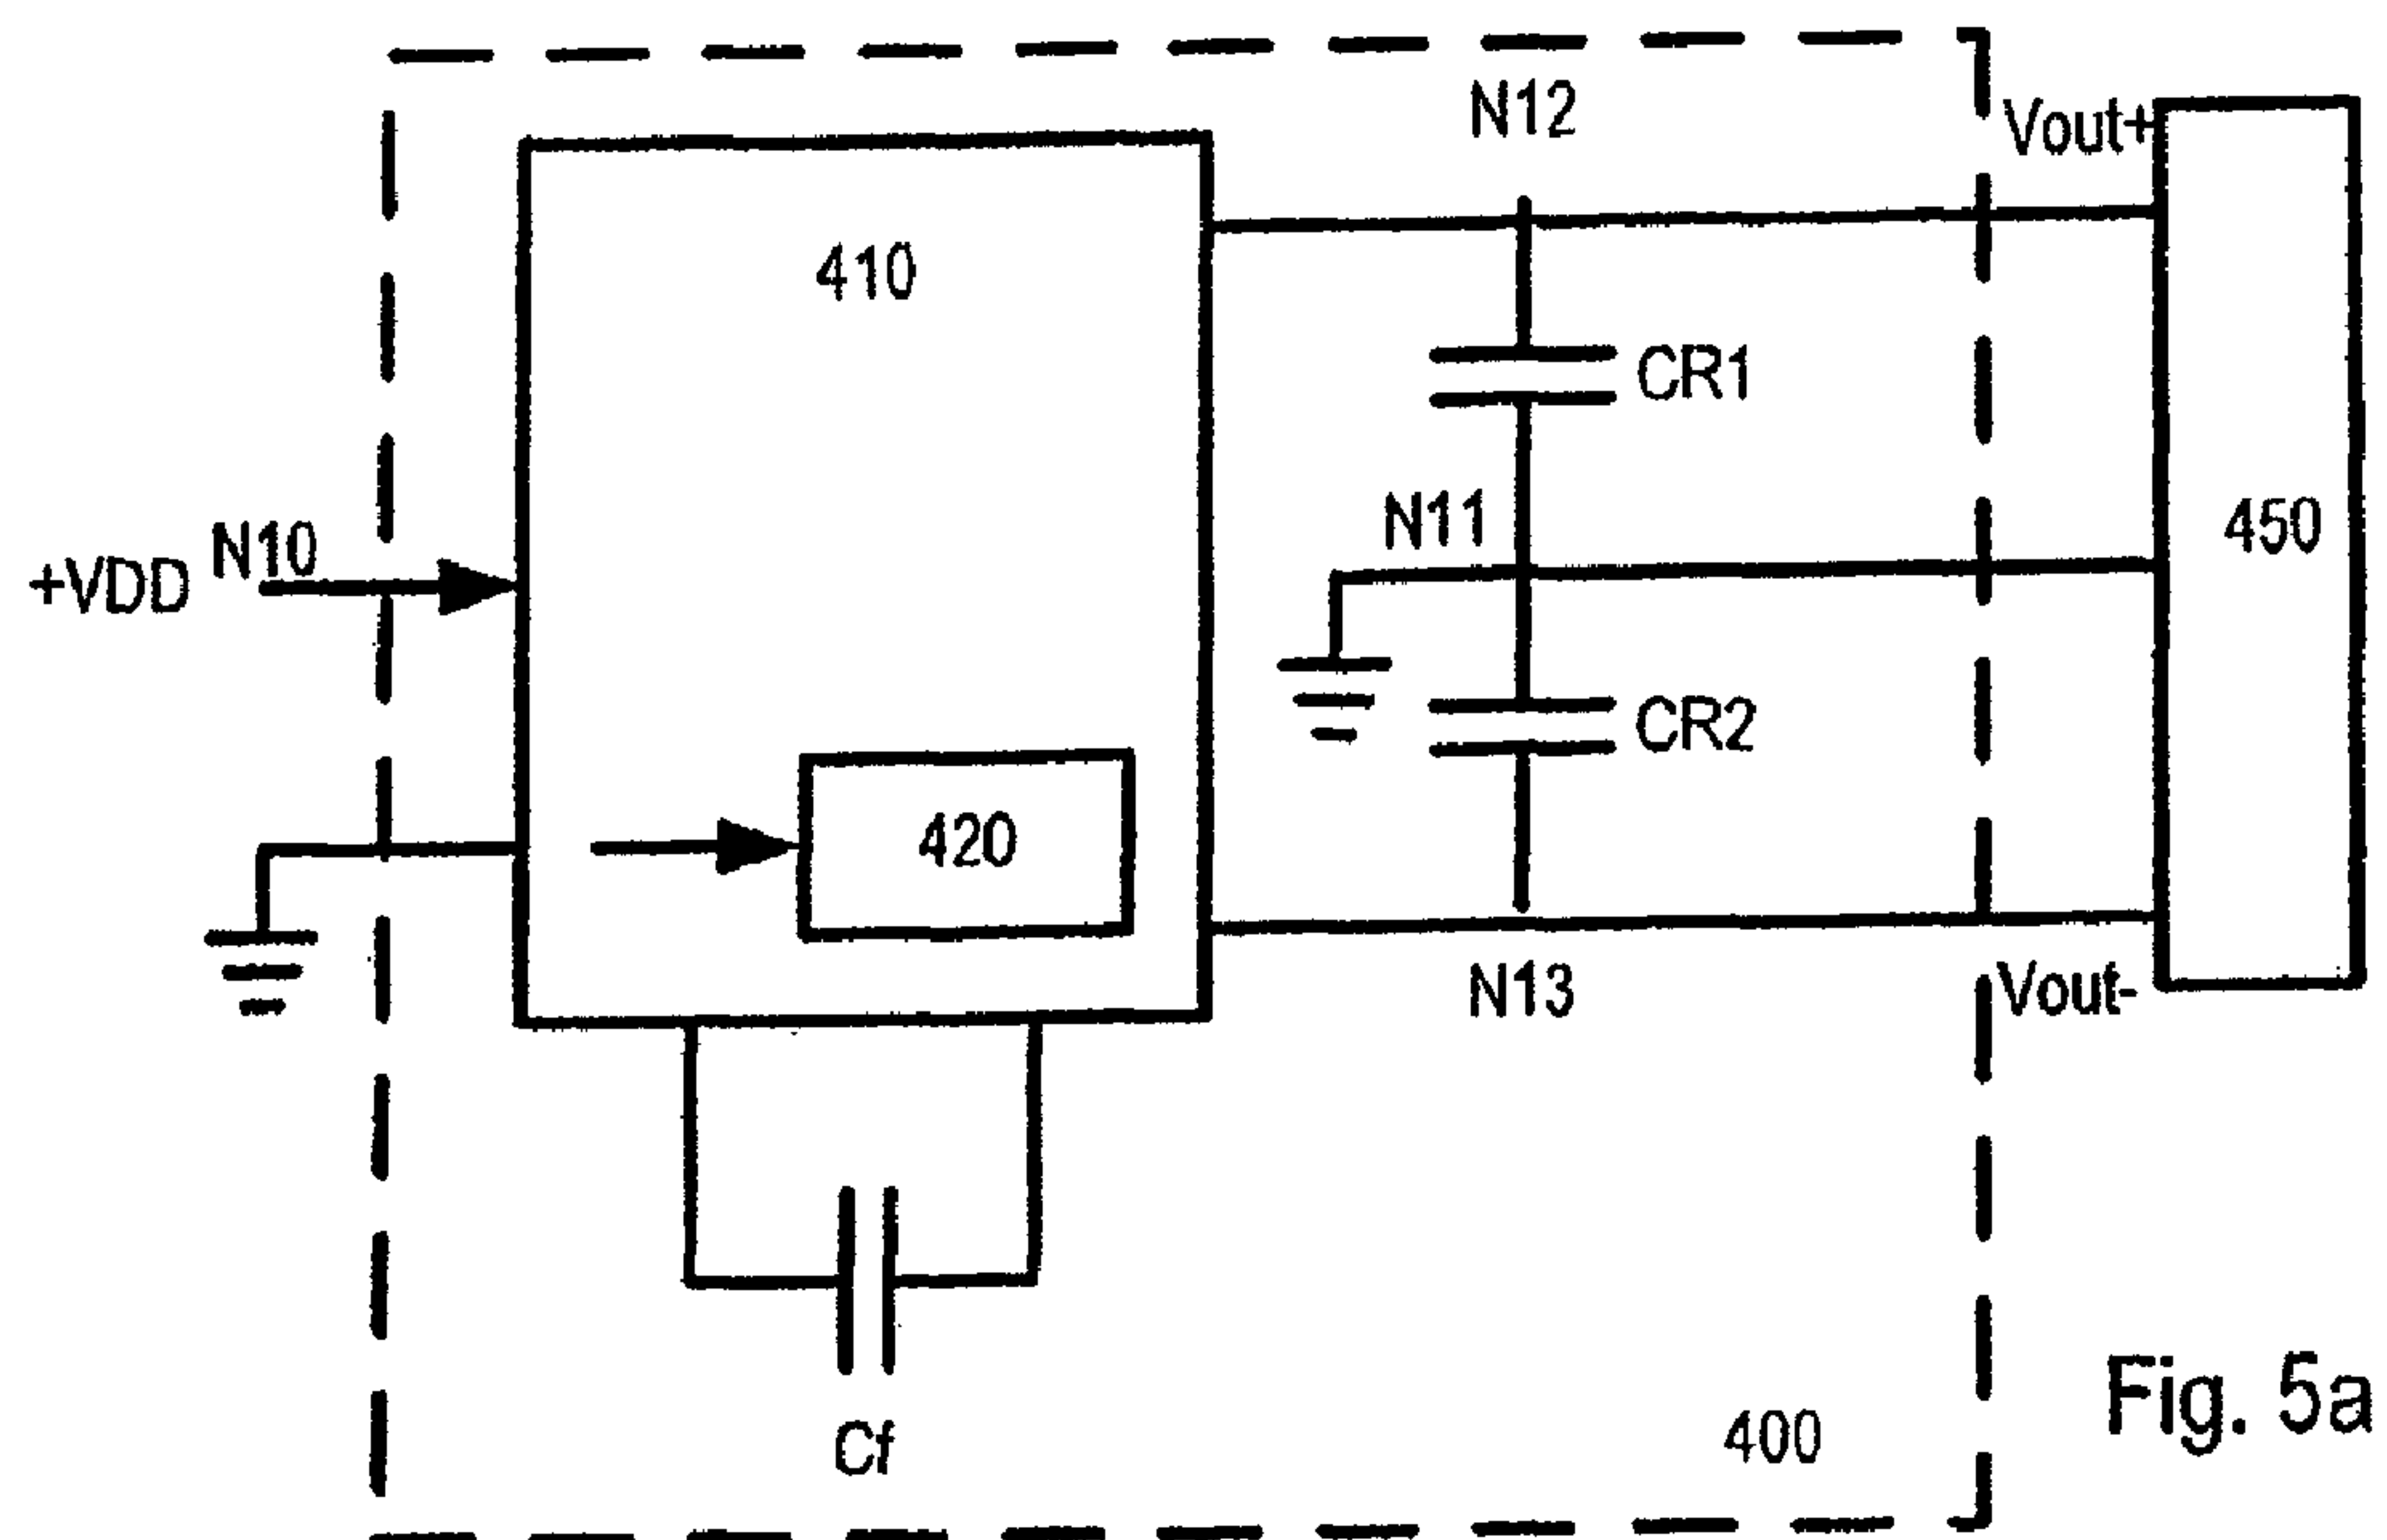 N12
Vout+
410
CR1
N11
450
N10
+VDD
CR2
420
N13
Vout-
Fig. 5a
400
Cf